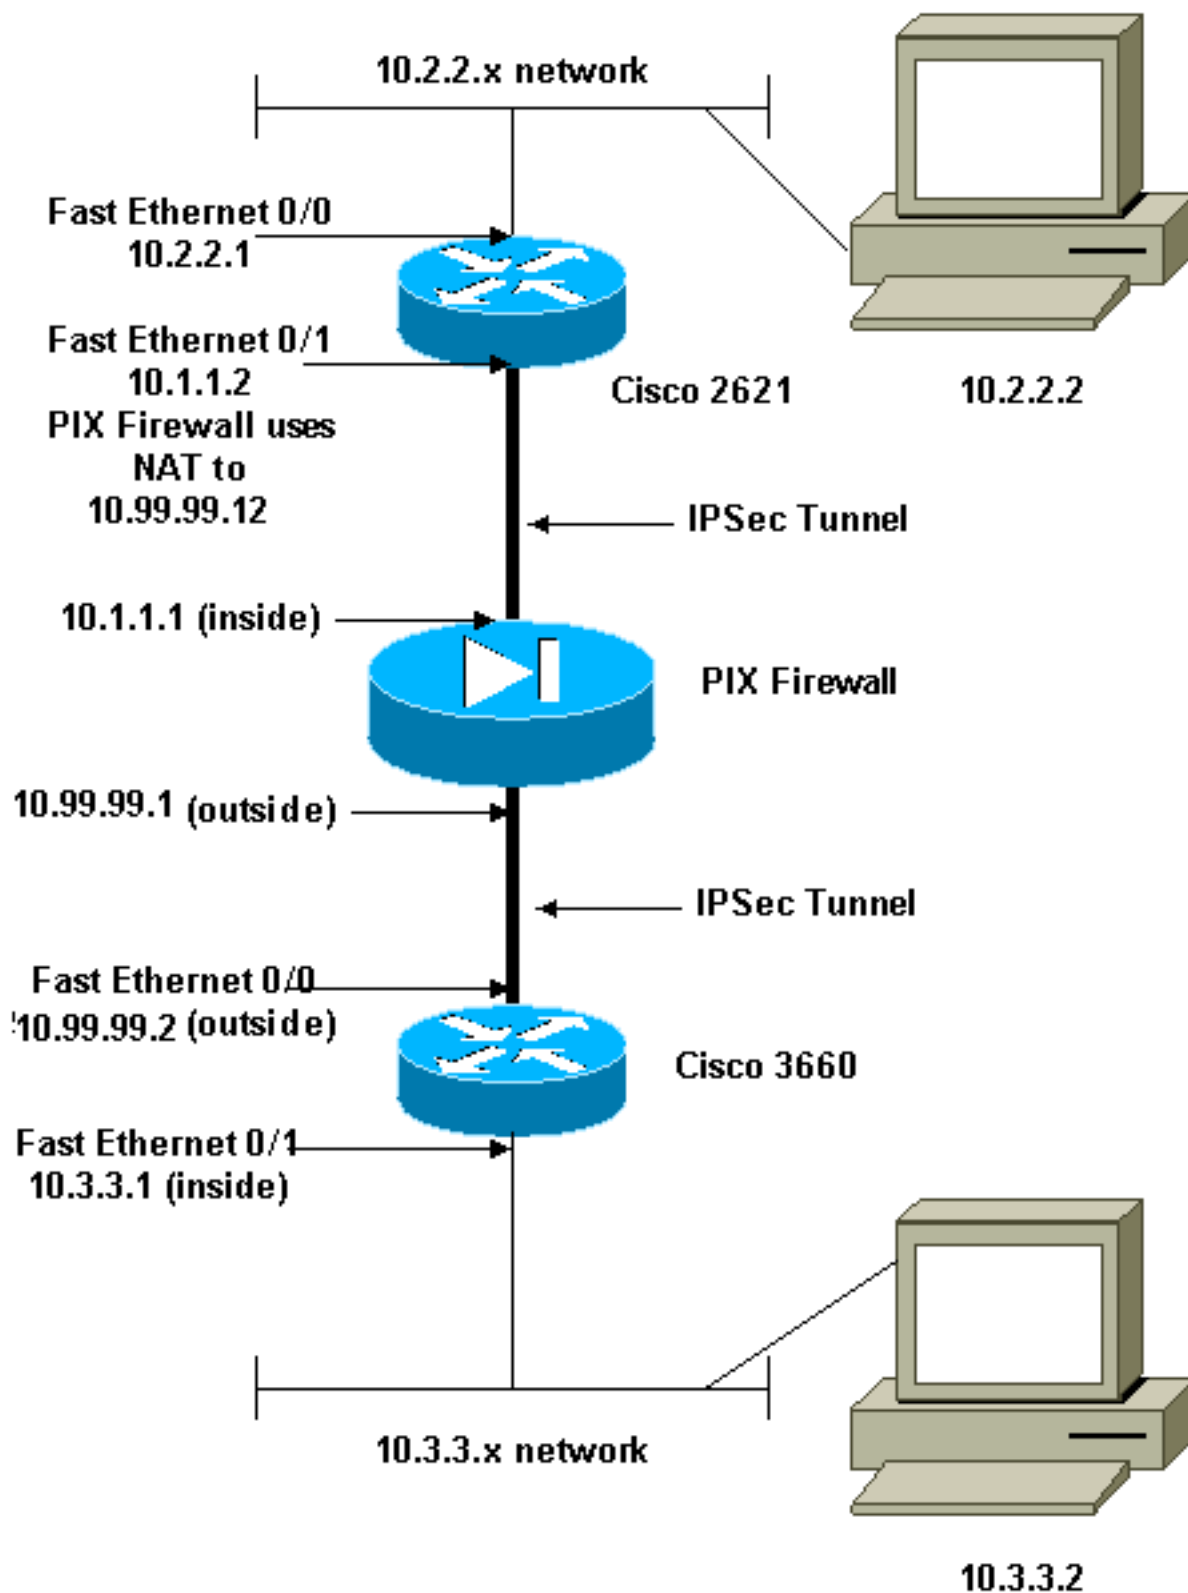 10.2.2.x network
Fast Ethernet 0/0
10.2.2.1
Fast Ethernet 0/1
10.1.1.2
PIX Firewall uses
NAT to
10.99.99.12
Cisco 2621
10.2.2.2
IPSec Tunnel
10.1.1.1 (inside)
PIX Firewall
10.99.99.1 (outside)
IPSec Tunnel
Fast Ethernet 0/0
10.99.99.2 (outside)
Cisco 3660
Fast Ethernet 0/1
10.3.3.1 (inside)
10.3.3.x network
10.3.3.2